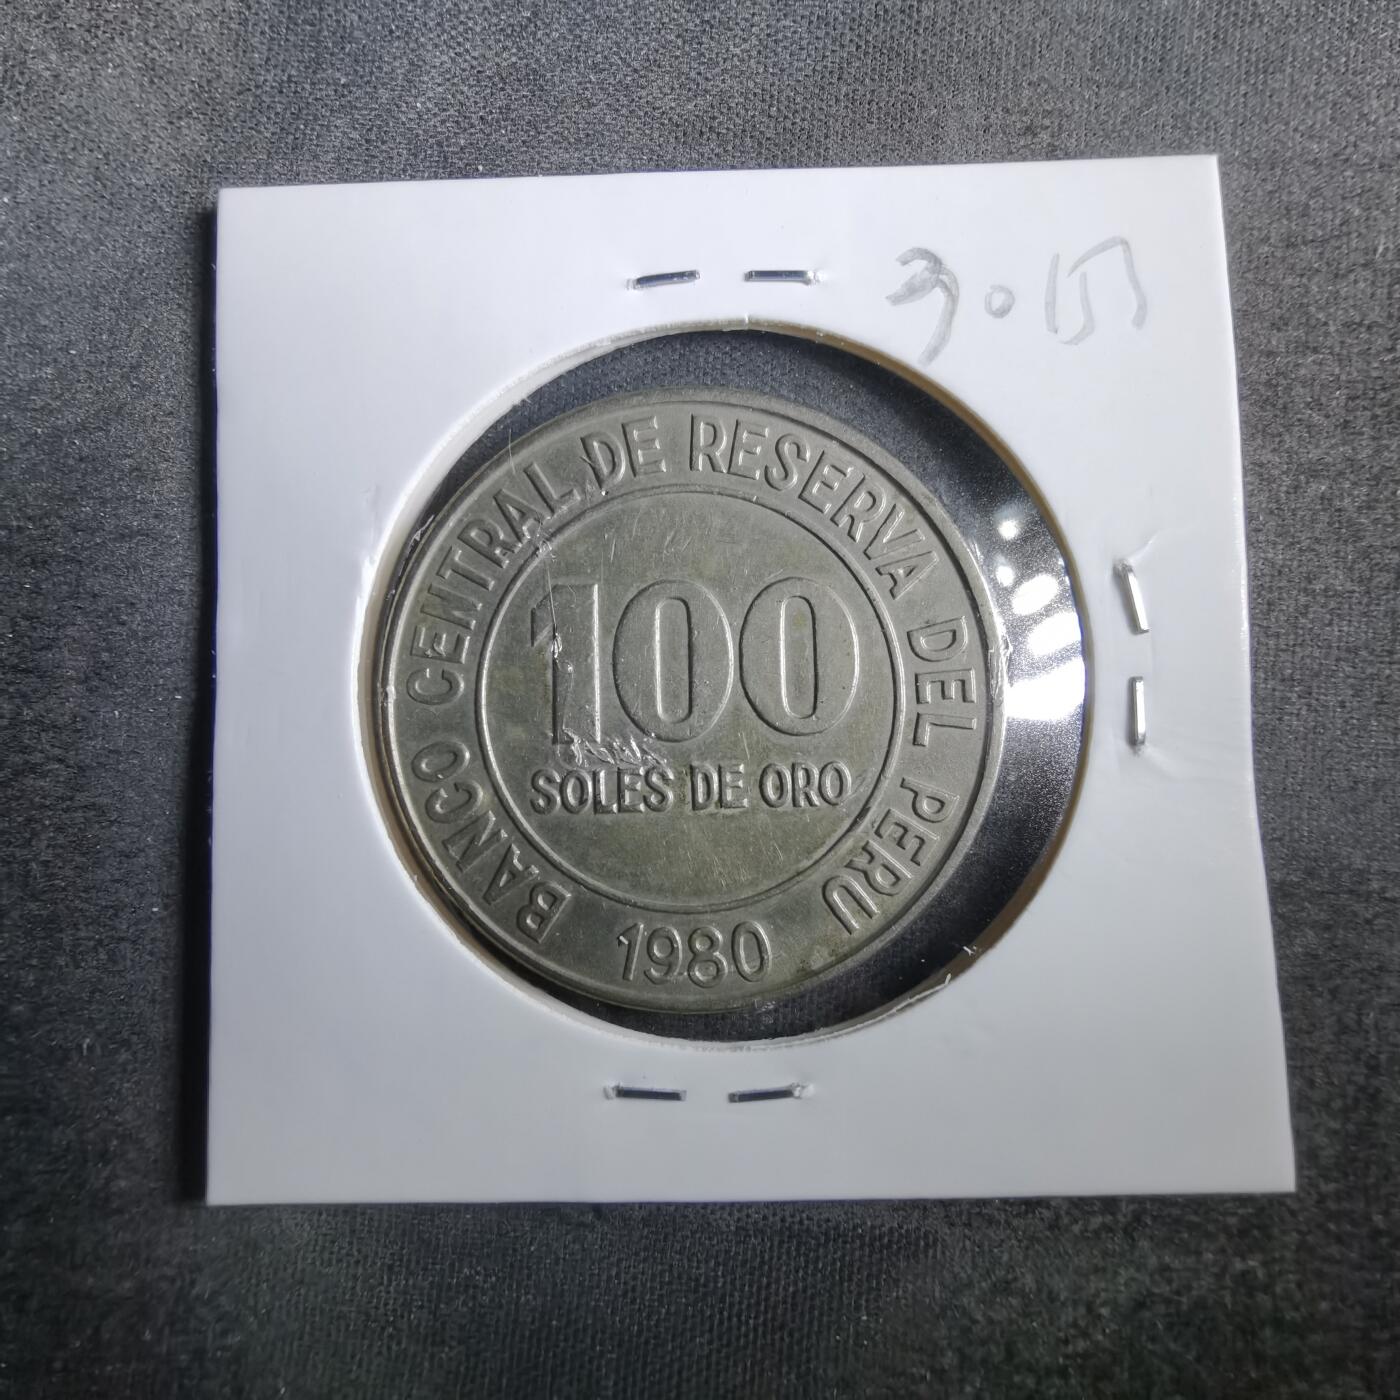 BANCO CENTRAL DE RESERVA DEL PERU
100
SOLES DE ORO
1980